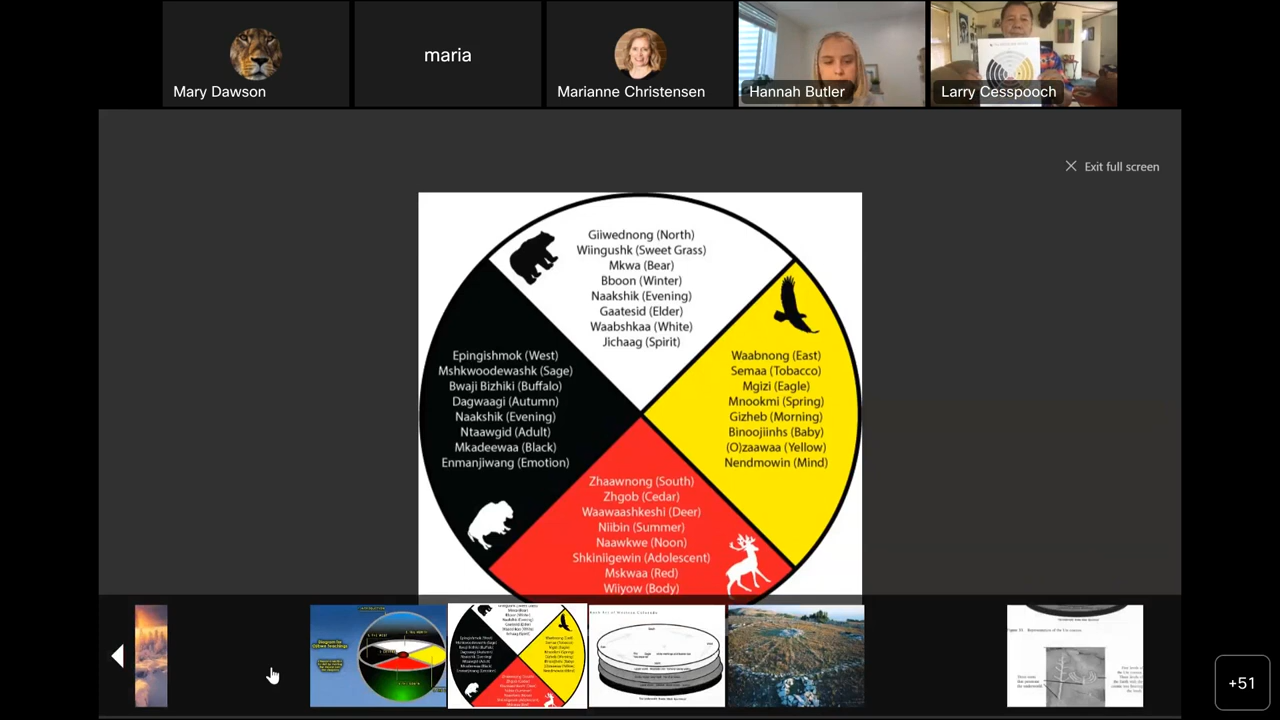 Mary Dawson
maria
Marianne Christensen
Hannah Butler
Larry Cesspooch
Exit full screen
Giiwednong (North)
Wiingushk (Sweet Grass)
Mkwa (Bear)
Bboon (Winter)
Naakshik (Evening)
Gaatesid (Elder)
Waabshkaa (White)
Jichaag (Spirit)
Epingishmok (West)
Mshkwoodewashk (Sage)
Bwaji Bizhiki (Buffalo)
Dagwaagi (Autumn)
Naakshik (Evening)
Ntaawgid (Adult)
Mkadeewaa (Black)
Enmanjiwang (Emotion)
Waabnong (East)
Semaa (Tobacco)
Mgizi (Eagle)
Mnookmi (Spring)
Gizheb (Morning)
Binoojiinhs (Baby)
(O)zaawaa (Yellow)
Nendmowin (Mind)
Zhaawnong (South)
Zhgob (Cedar)
Waawaashkeshi (Deer)
Niibin (Summer)
Naawkwe (Noon)
Shkiniigewin (Adolescent)
Mskwaa (Red)
Wiiyow (Body)
+51